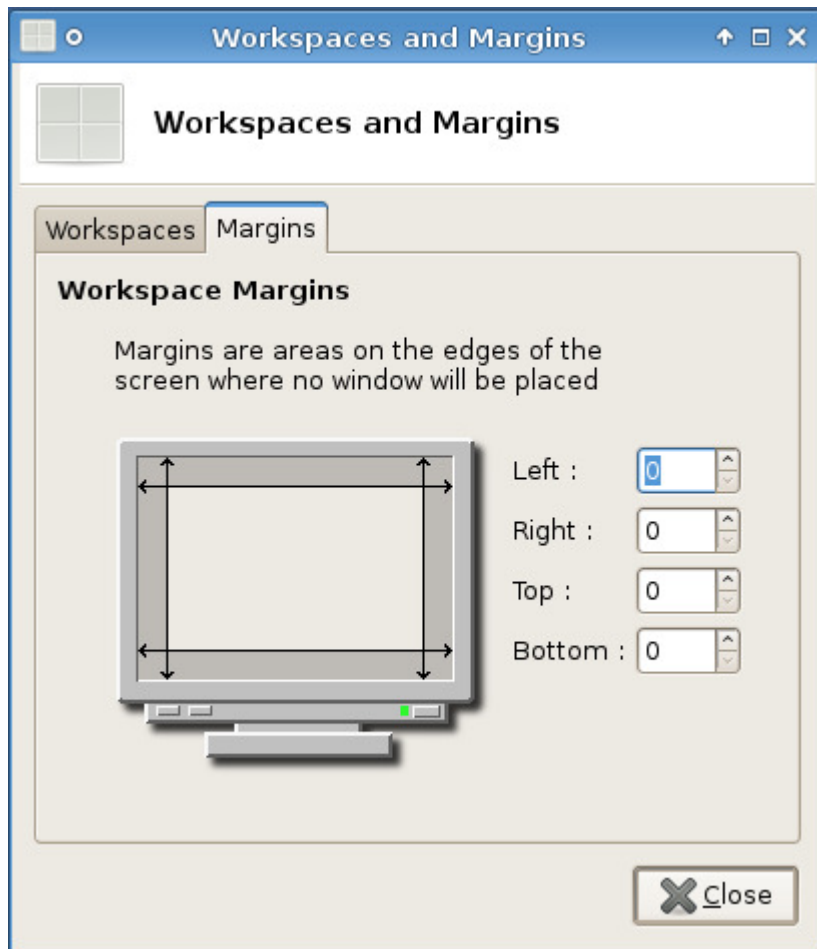 Workspaces and Margins
Workspaces and Margins
Workspaces Margins
Workspace Margins
Margins are areas on the edges of the
screen where no window will be placed
Left : 0
Right : 0
Top : 0
Bottom : 0
Close